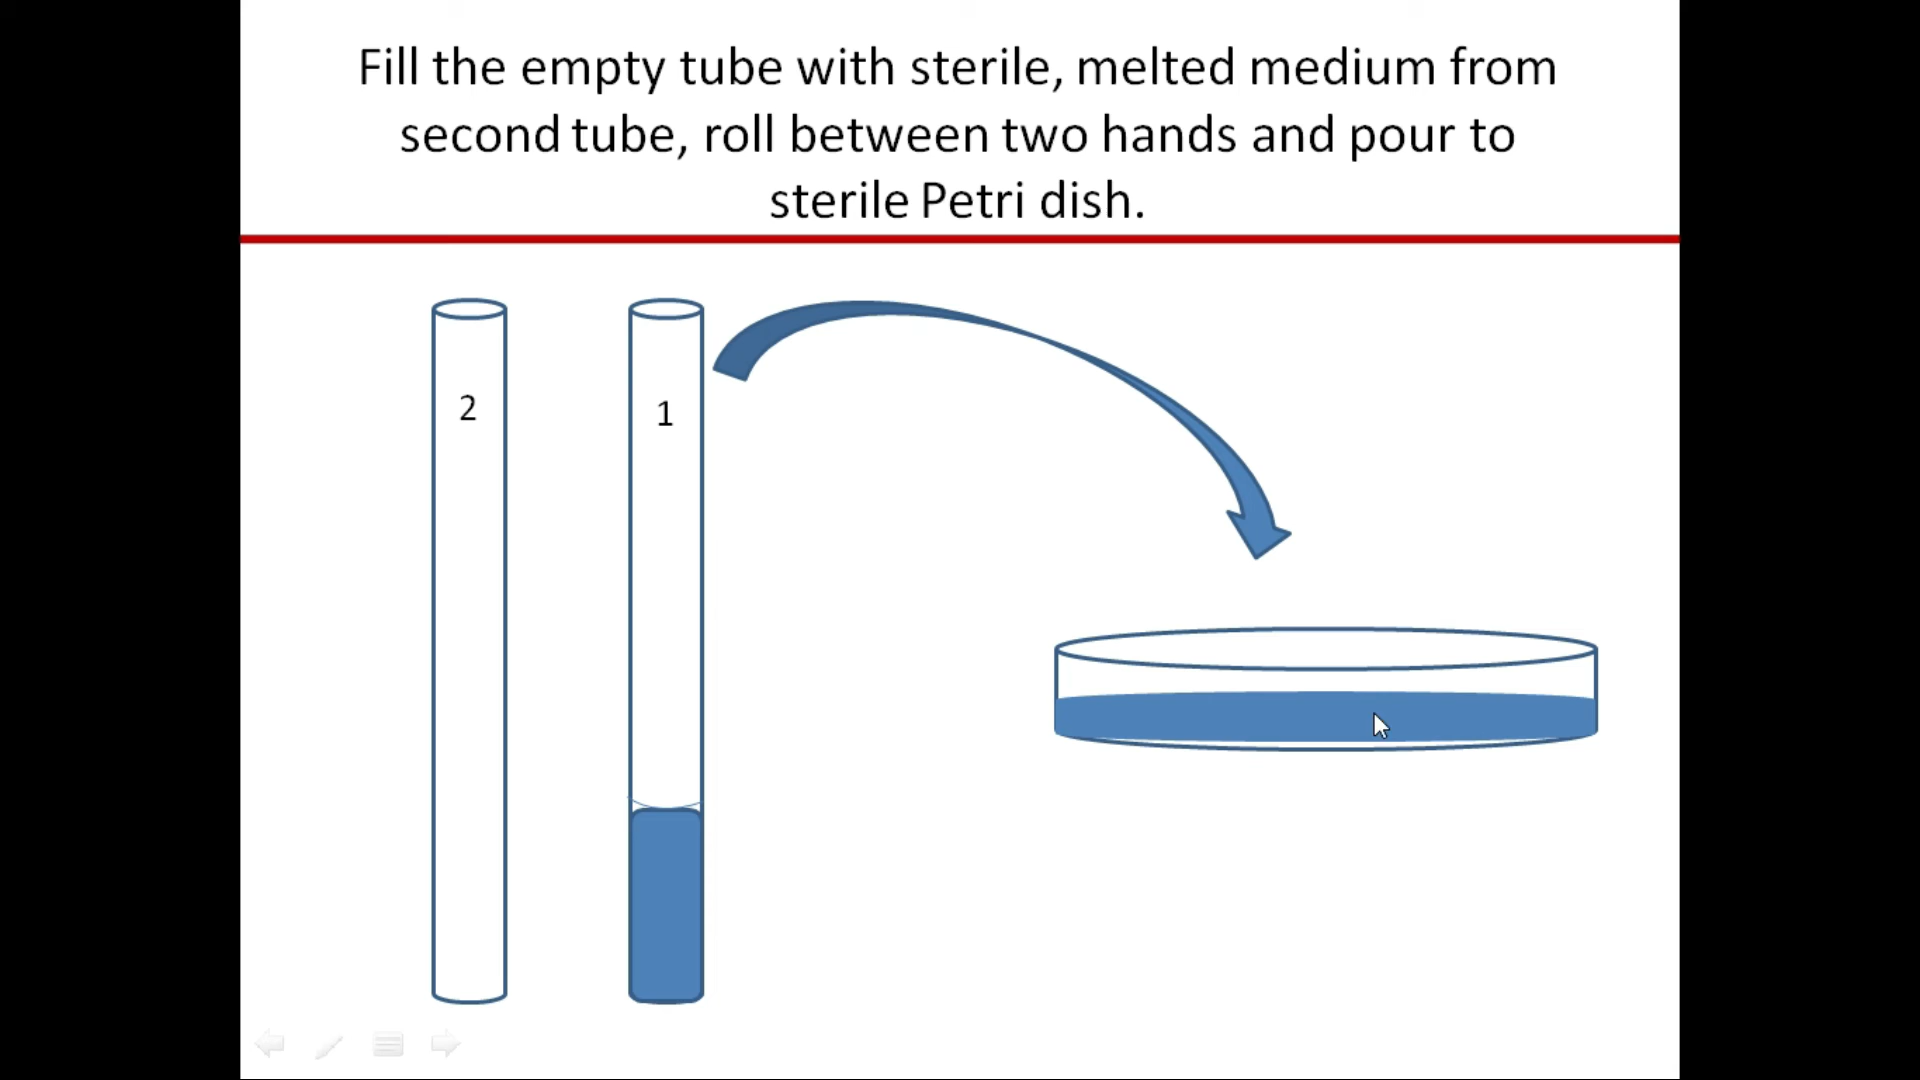 Fill the empty tube with sterile, melted medium from
second tube, roll between two hands and pour to
sterile Petri dish.
2
1